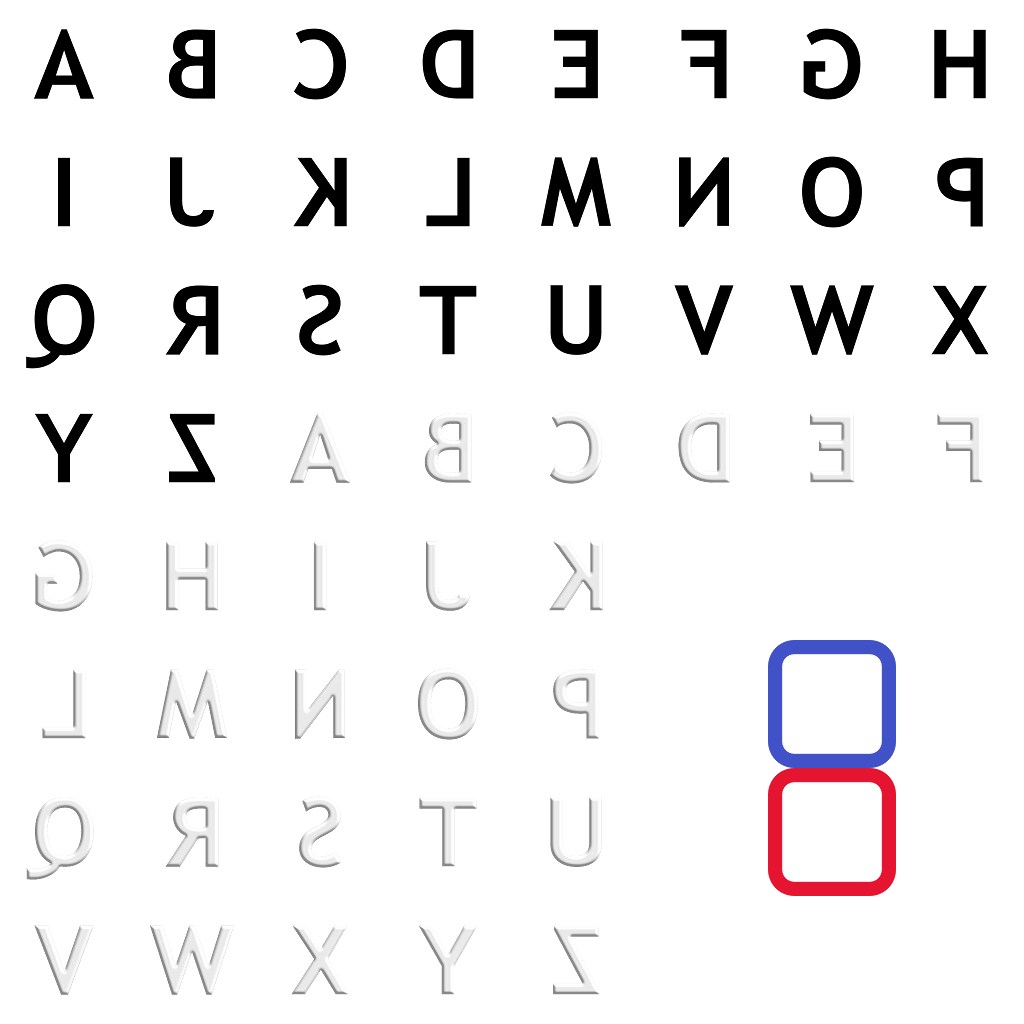 A B C D E F G H
I J K L M N O P
Q R S T U V W X
Y Z A B C D E F
G H I J K
L M N O P
Q R S T U
V W X Y Z